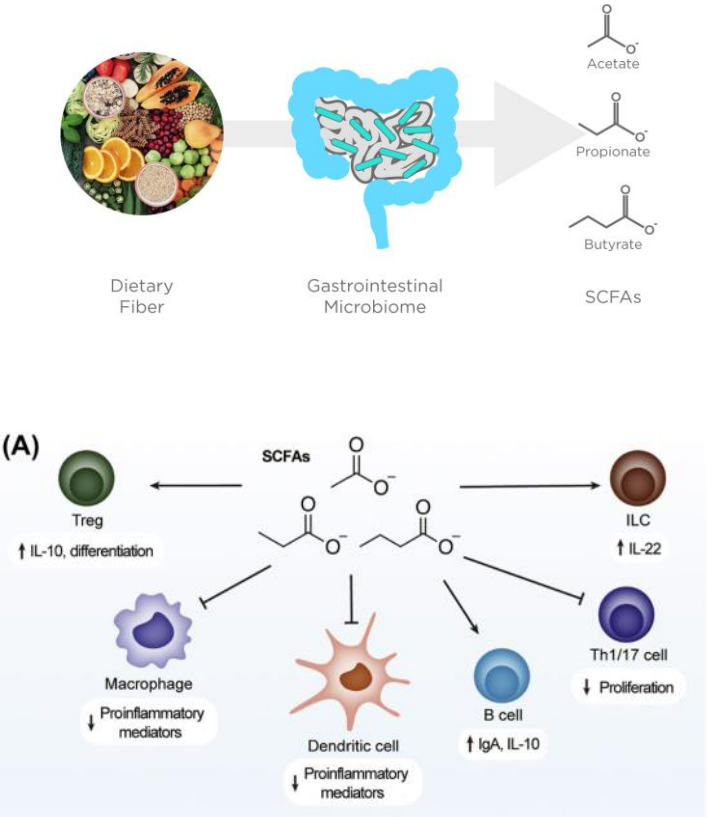 O
O-
Acetate
O
O-
Propionate
O
O-
Butyrate
Dietary
Fiber
Gastrointestinal
Microbiome
SCFAs
(A)
SCFAs
O
O−
Treg
↑ IL-10, differentiation
O
O−
O
O−
ILC
↑ IL-22
Macrophage
↓ Proinflammatory
mediators
Dendritic cell
↓ Proinflammatory
mediators
B cell
↑ IgA, IL-10
Th1/17 cell
↓ Proliferation